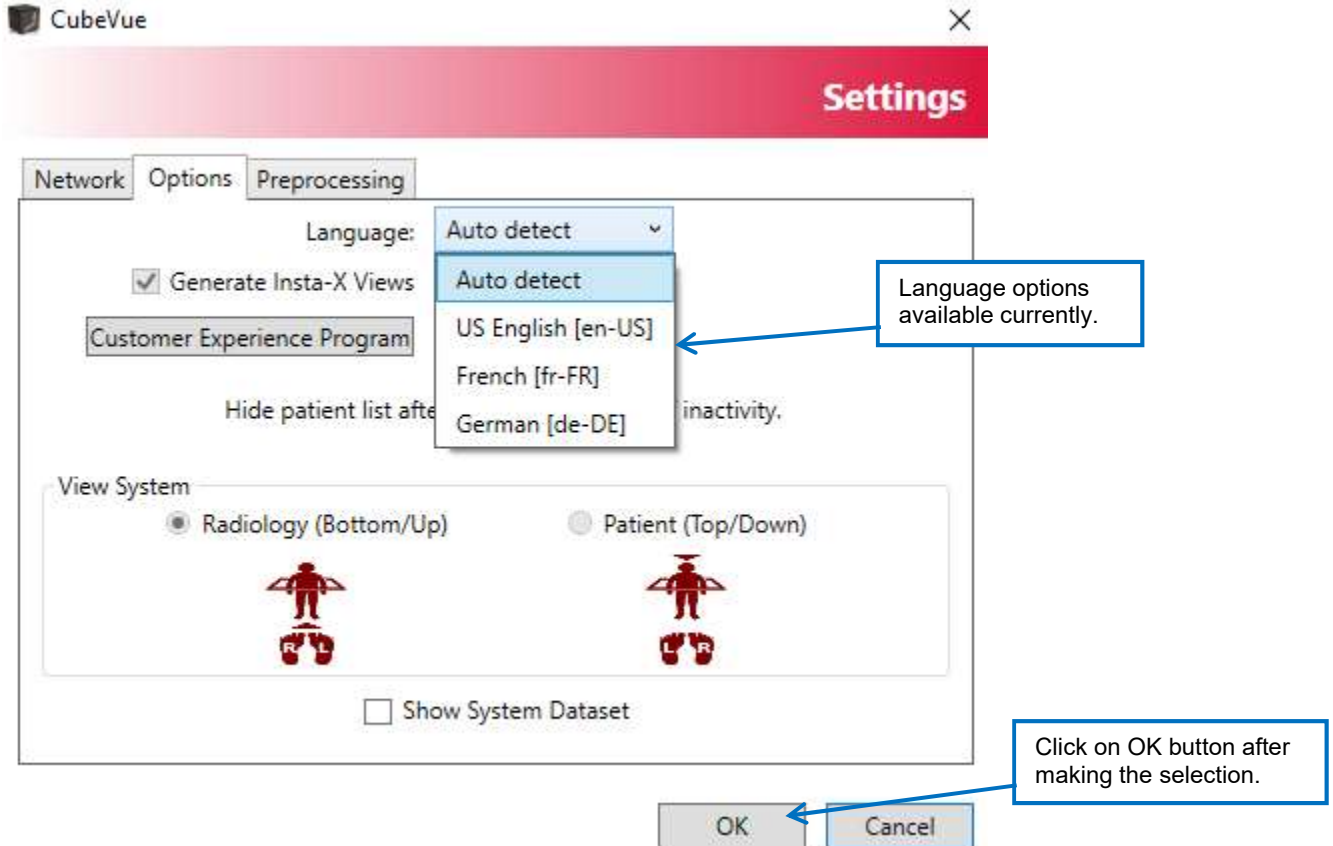 CubeVue
Settings
Network Options Preprocessing
Language: Auto detect
Auto detect
US English [en-US]
French [fr-FR]
German [de-DE]
Generate Insta-X Views
Customer Experience Program
Hide patient list afte inactivity.
Language options
available currently.
View System
Radiology (Bottom/Up) Patient (Top/Down)
R L L R
Show System Dataset
Click on OK button after
making the selection.
OK Cancel